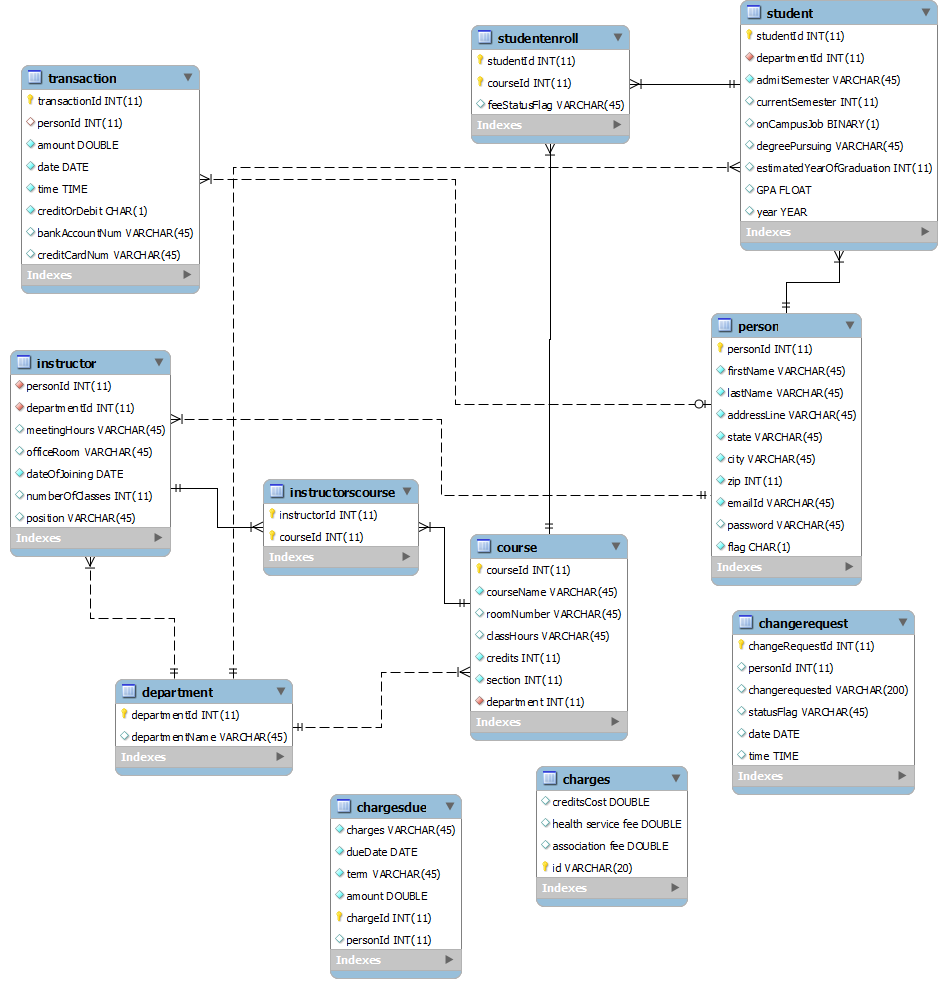 student
studentId INT(11)
departmentId INT(11)
admitSemester VARCHAR(45)
currentSemester INT(11)
onCampusJob BINARY(1)
degreePursuing VARCHAR(45)
estimatedYearOfGraduation INT(11)
GPA FLOAT
year YEAR
Indexes
studentenroll
studentId INT(11)
courseId INT(11)
feeStatusFlag VARCHAR(45)
Indexes
transaction
transactionId INT(11)
personId INT(11)
amount DOUBLE
date DATE
time TIME
creditOrDebit CHAR(1)
bankAccountNum VARCHAR(45)
creditCardNum VARCHAR(45)
Indexes
person
personId INT(11)
firstName VARCHAR(45)
lastName VARCHAR(45)
addressLine VARCHAR(45)
state VARCHAR(45)
city VARCHAR(45)
zip INT(11)
emailId VARCHAR(45)
password VARCHAR(45)
flag CHAR(1)
Indexes
instructor
personId INT(11)
departmentId INT(11)
meetingHours VARCHAR(45)
officeRoom VARCHAR(45)
dateOfJoining DATE
numberOfClasses INT(11)
position VARCHAR(45)
Indexes
instructorscourse
instructorId INT(11)
courseId INT(11)
Indexes
course
courseId INT(11)
courseName VARCHAR(45)
roomNumber VARCHAR(45)
classHours VARCHAR(45)
credits INT(11)
section INT(11)
department INT(11)
Indexes
changerequest
changeRequestId INT(11)
personId INT(11)
changerequested VARCHAR(200)
statusFlag VARCHAR(45)
date DATE
time TIME
Indexes
department
departmentId INT(11)
departmentName VARCHAR(45)
Indexes
charges
creditsCost DOUBLE
health service fee DOUBLE
association fee DOUBLE
id VARCHAR(20)
Indexes
chargesdue
charges VARCHAR(45)
dueDate DATE
term VARCHAR(45)
amount DOUBLE
chargeId INT(11)
personId INT(11)
Indexes